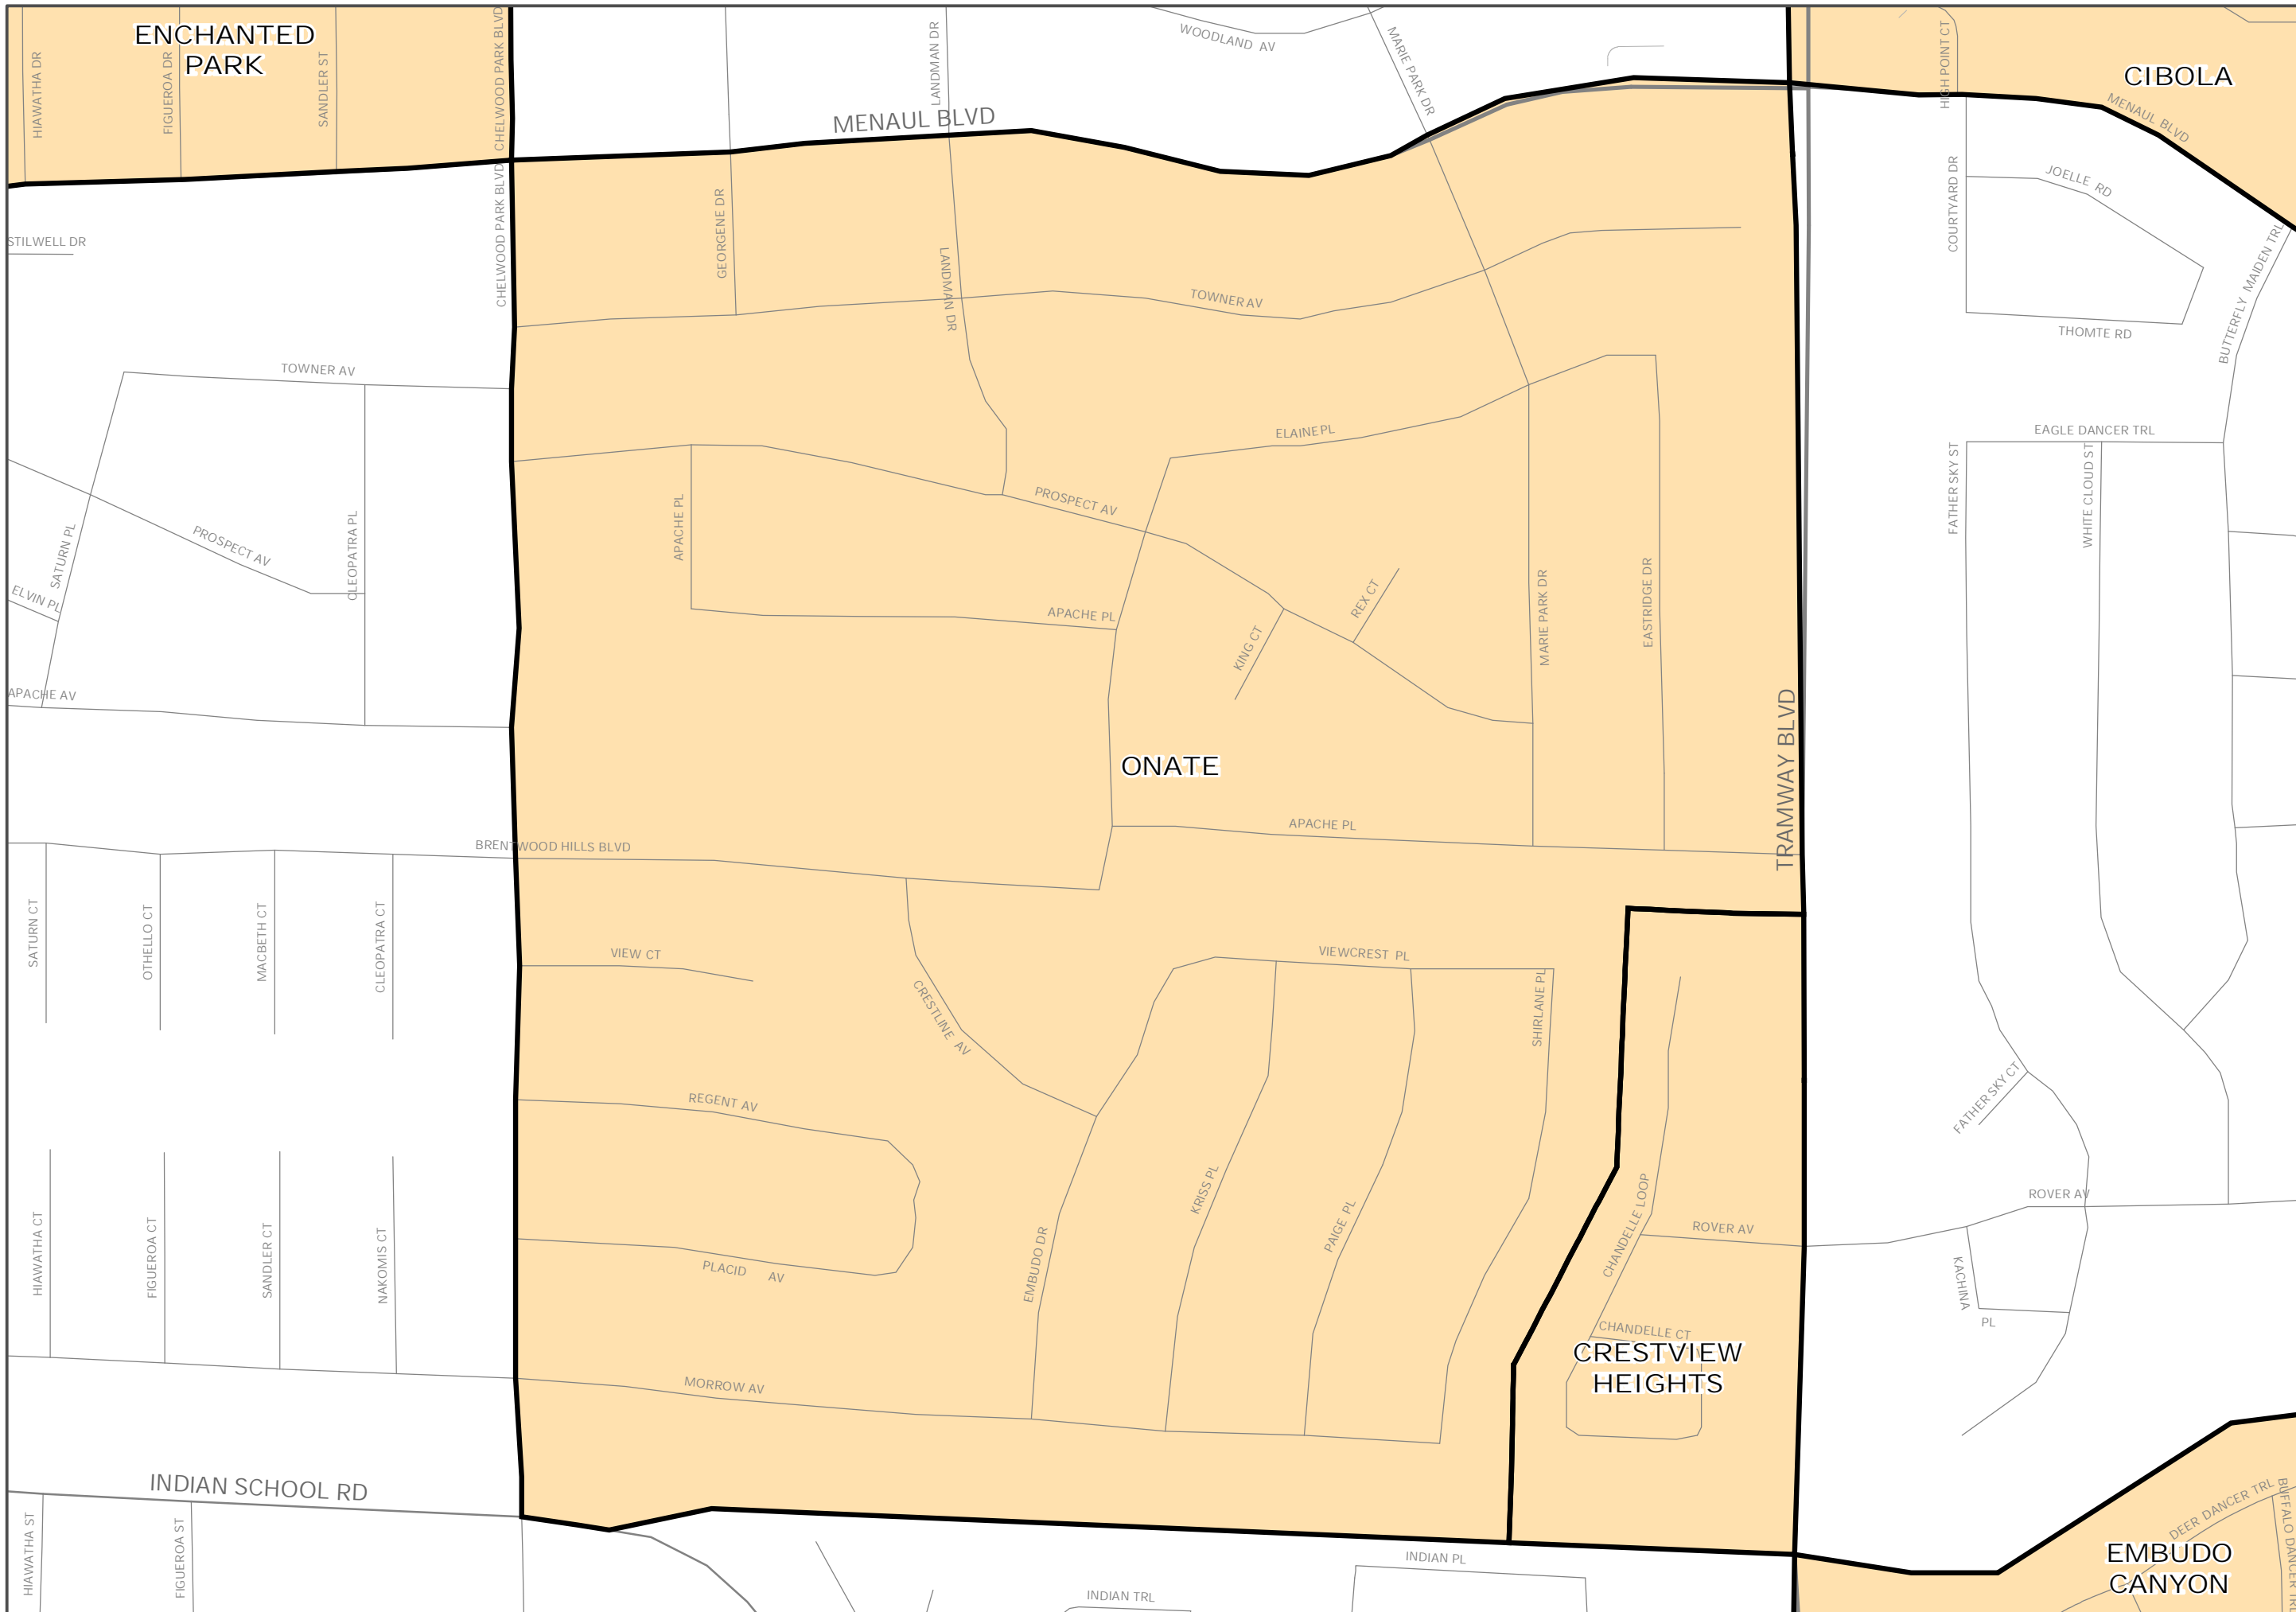 ENCHANTED
PARK
HIAWATHA DR
FIGUEROA DR
SANDLER ST
CHELWOOD PARK BLVD
CHELWOOD PARK BLVD
LANDMAN DR
WOODLAND AV
MARIE PARK DR
HIGH POINT CT
CIBOLA
MENAUL BLVD
MENAUL BLVD
STILWELL DR
GEORGENE DR
LANDMAN DR
TOWNER AV
COURTYARD DR
JOELLE RD
THOMTE RD
BUTTERFLY MAIDEN TRL
TOWNER AV
ELAINE PL
EAGLE DANCER TRL
FATHER SKY ST
WHITE CLOUD ST
SATURN PL
PROSPECT AV
CLEOPATRA PL
ELVIN PL
APACHE PL
PROSPECT AV
APACHE PL
KING CT
REX CT
MARIE PARK DR
EASTRIDGE DR
APACHE AV
ONATE
TRAMWAY BLVD
APACHE PL
BRENTWOOD HILLS BLVD
SATURN CT
OTHELLO CT
MACBETH CT
CLEOPATRA CT
VIEW CT
CRESTLINE AV
VIEWCREST PL
SHIRLANE PL
REGENT AV
FATHER SKY CT
HIAWATHA CT
FIGUEROA CT
SANDLER CT
NAKOMIS CT
PLACID AV
EMBUDO DR
KRISS PL
PAIGE PL
CHANDELLE LOOP
ROVER AV
ROVER AV
KACHINA
PL
CHANDELLE CT
CRESTVIEW
HEIGHTS
MORROW AV
INDIAN SCHOOL RD
HIAWATHA ST
FIGUEROA ST
INDIAN TRL
INDIAN PL
DEER DANCER TRL
BUFFALO DANCER TRL
EMBUDO
CANYON